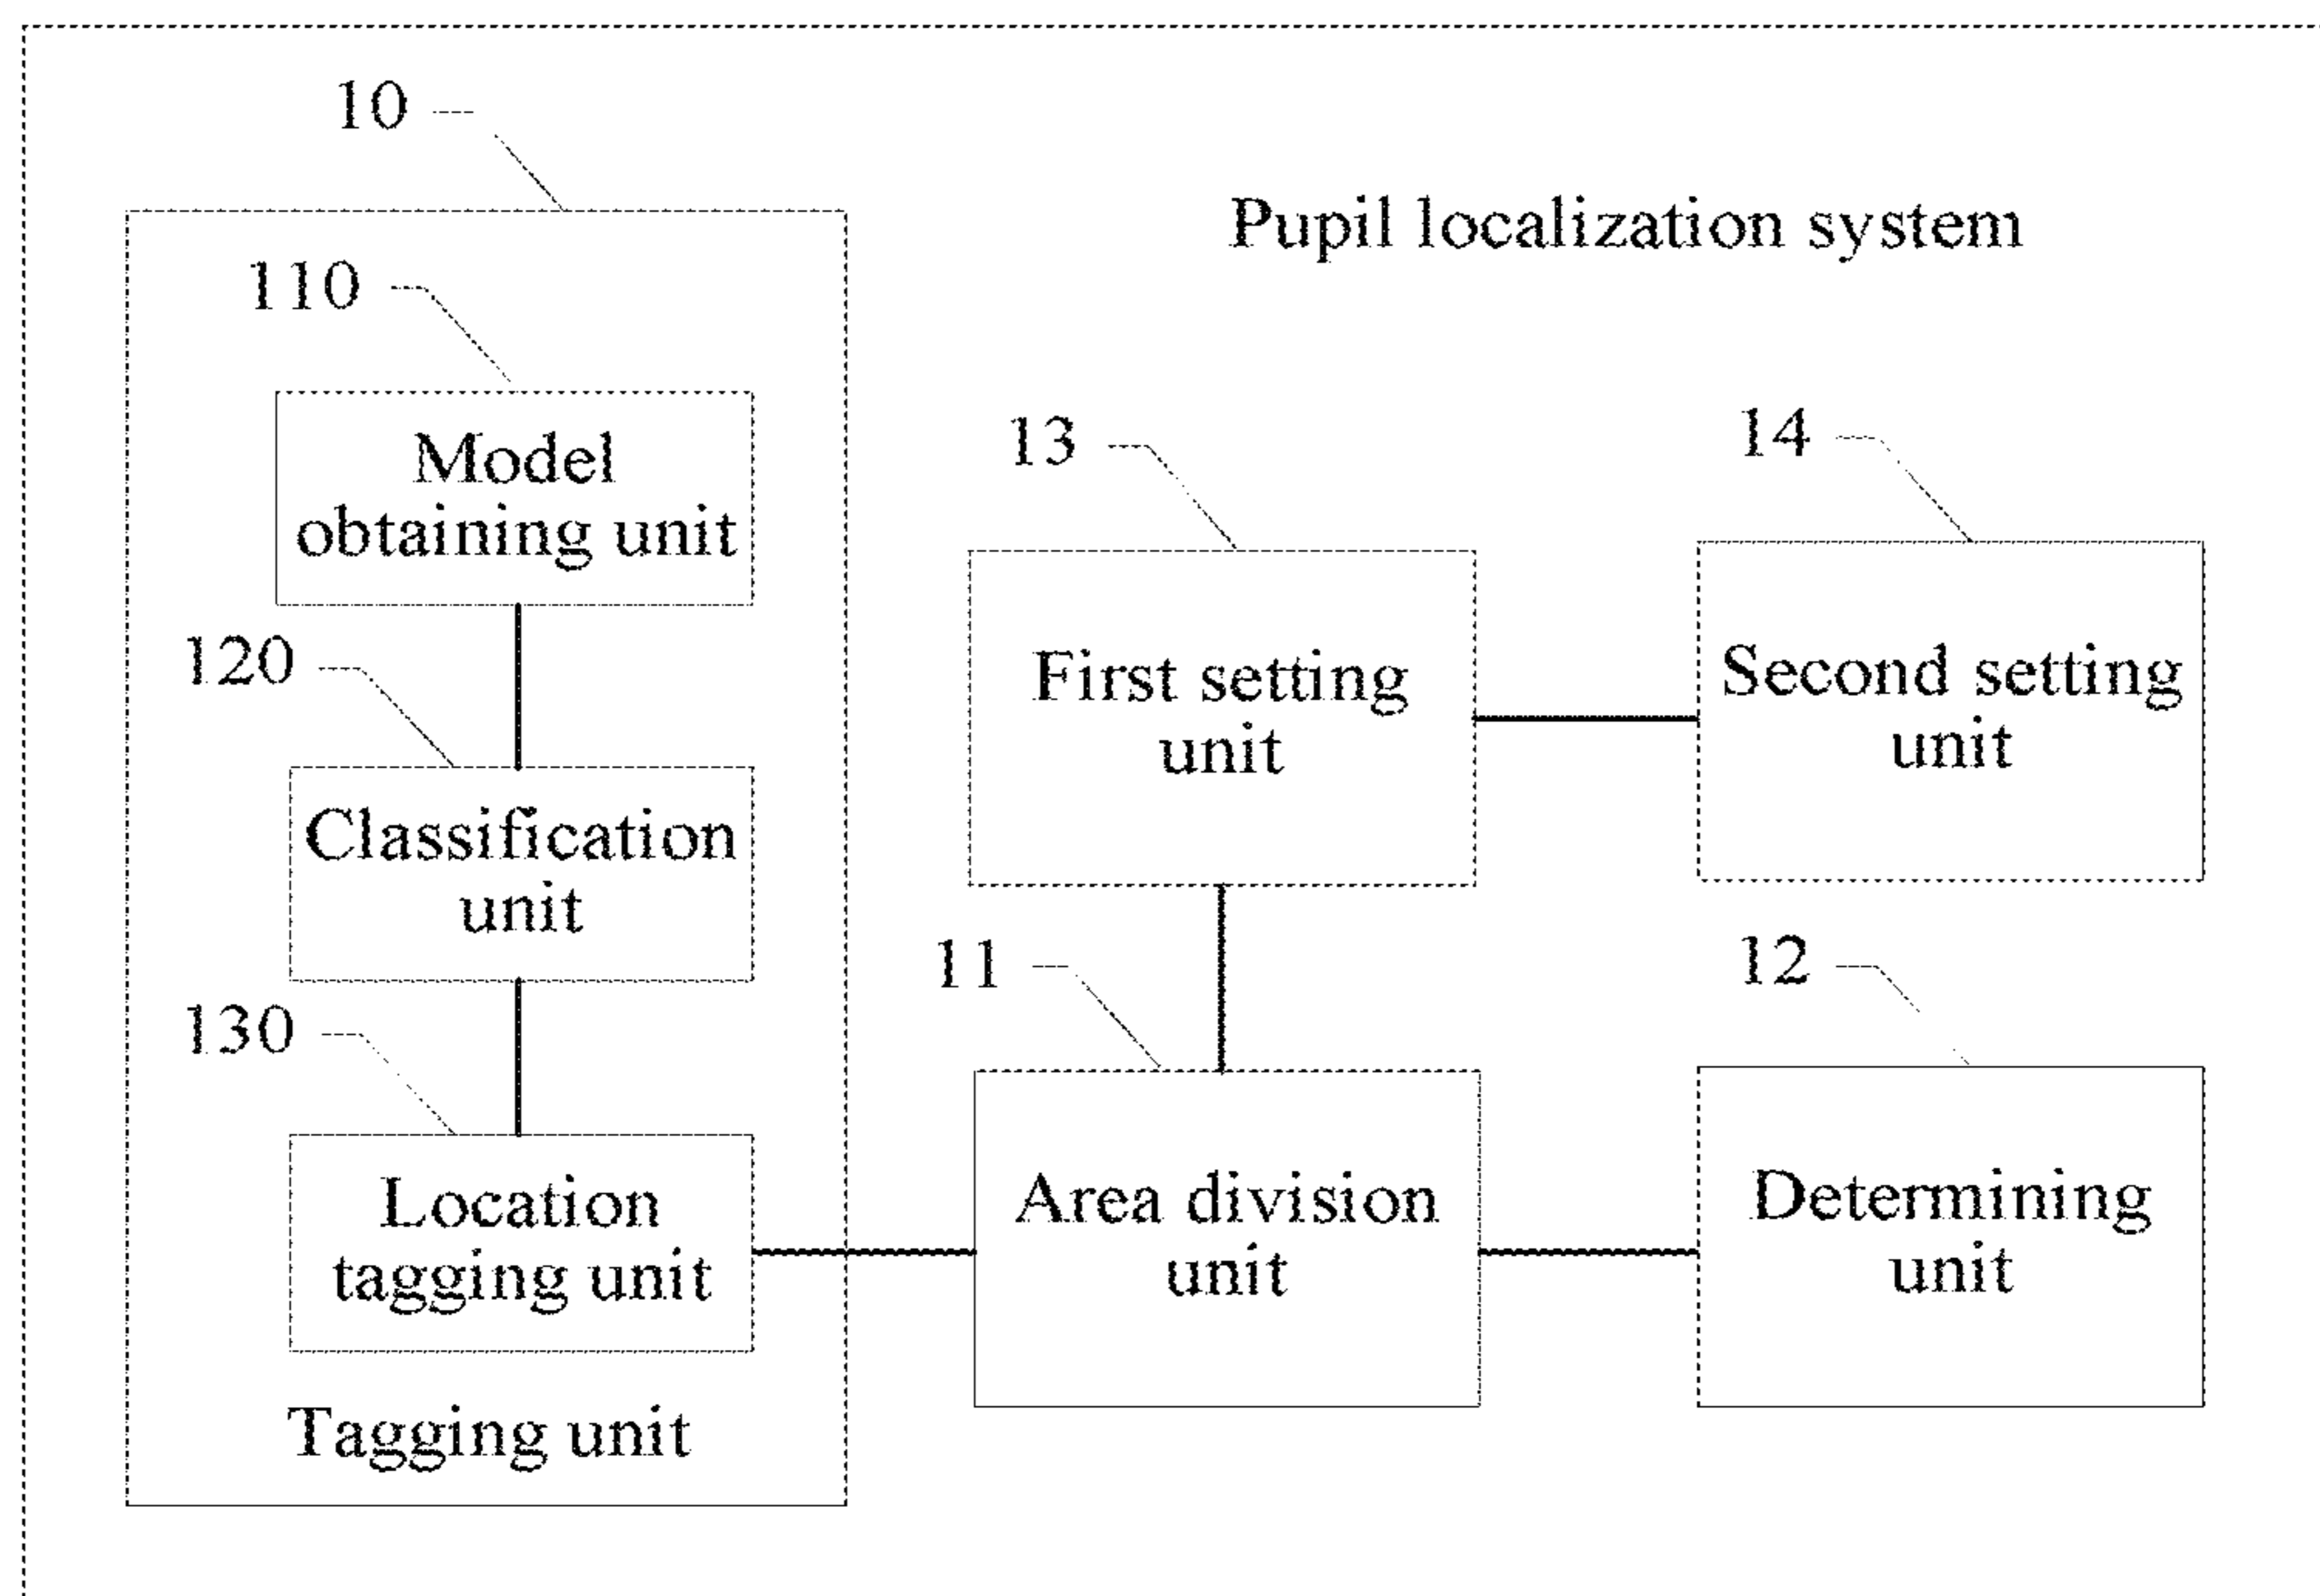 10
Pupil localization system
110
Model
obtaining unit
13
14
120
First setting
unit
Second setting
unit
Classification
unit
11
12
130
Location
tagging unit
Area division
unit
Determining
unit
Tagging unit